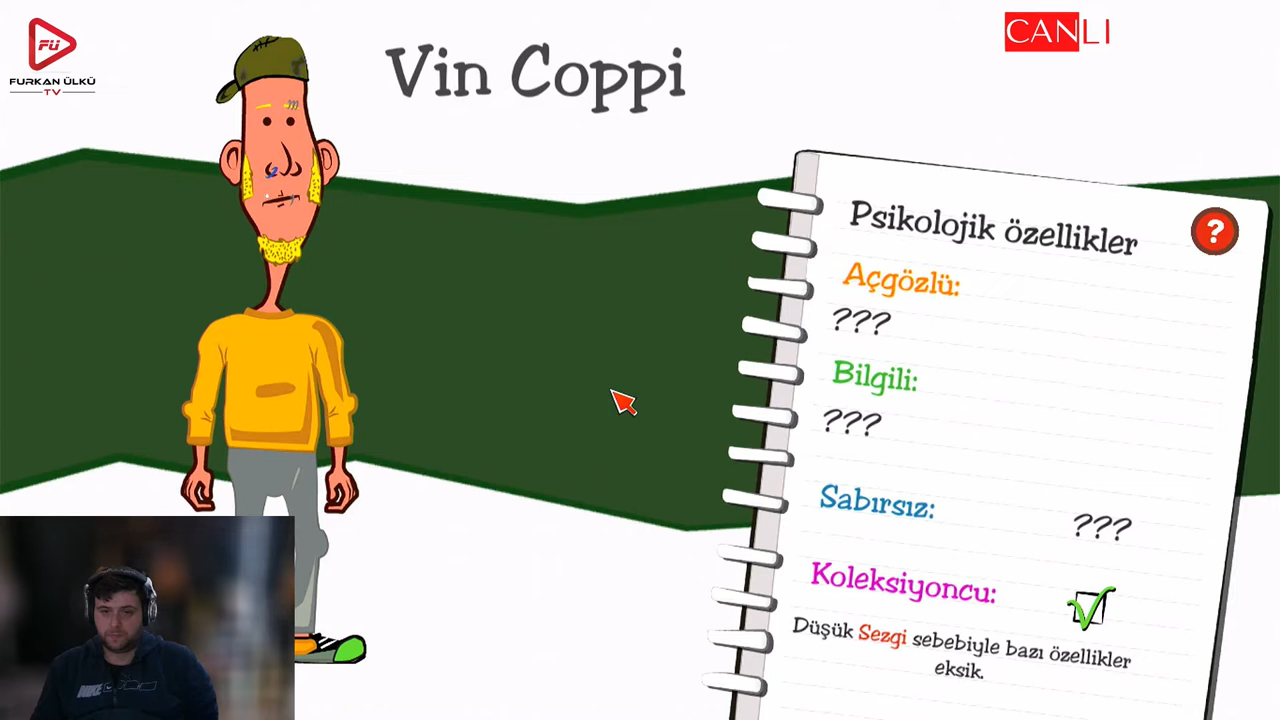 FÜ
FURKAN ÜLKÜ
TV
Vin Coppi
CANLI
Psikolojik özellikler
?
Açgözlü:
???
Bilgili:
???
Sabırsız: ???
Koleksiyoncu:
Düşük Sezgi sebebiyle bazı özellikler
eksik.
NIKE